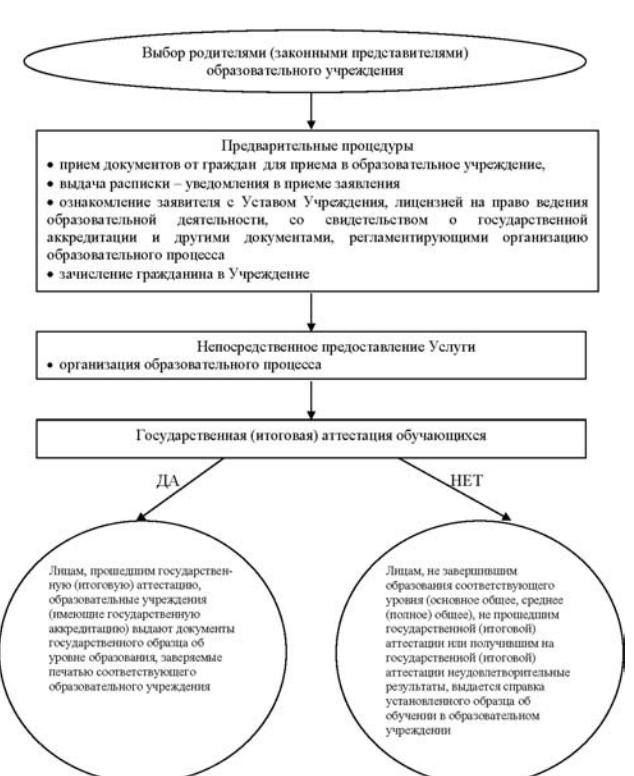 Выбор родителями (законными представителями)
образовательного учреждения
Предварительные процедуры
• прием документов от граждан для приема в образовательное учреждение,
• выдача расписки – уведомления в приеме заявления
• ознакомление заявителя с Уставом Учреждения, лицензией на право ведения
образовательной деятельности, со свидетельством о государственной
аккредитации и другими документами, регламентирующими организацию
образовательного процесса
• зачисление гражданина в Учреждение
Непосредственное предоставление Услуги
• организация образовательного процесса
Государственная (итоговая) аттестация обучающихся
ДА
НЕТ
Лицам, прошедшим государствен-
ную (итоговую) аттестацию,
образовательные учреждения
(имеющие государственную
аккредитацию) выдают документы
государственного образца об
уровне образования, заверяемые
печатью соответствующего
образовательного учреждения
Лицам, не завершившим
образования соответствующего
уровня (основное общее, среднее
(полное) общее), не прошедшим
государственной (итоговой)
аттестации или получившим на
государственной (итоговой)
аттестации неудовлетворительные
результаты, выдается справка
установленного образца об
обучении в образовательном
учреждении